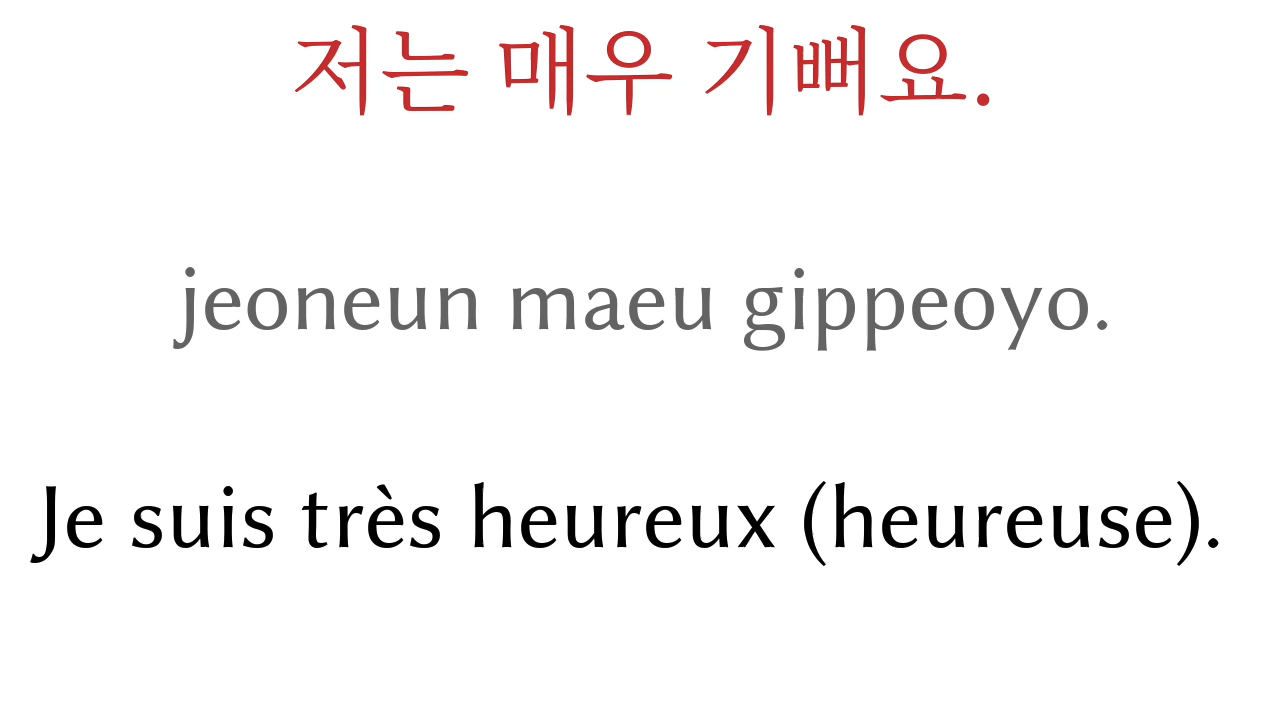 저는 매우 기뻐요.
jeoneun maeu gippeoyo.
Je suis très heureux (heureuse).